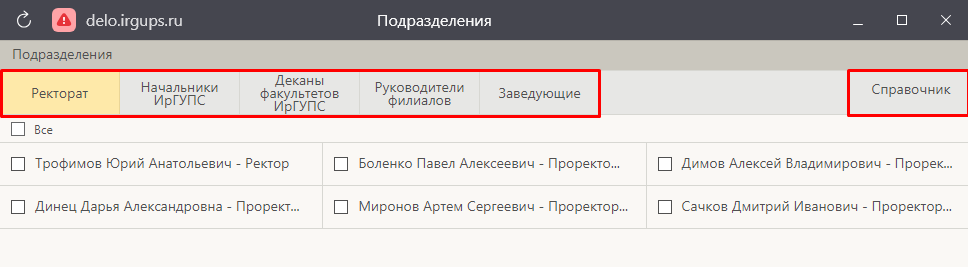 delo.irgups.ru
Подразделения
Подразделения
Ректорат
Начальники
ИрГУПС
Деканы
факультетов
ИрГУПС
Руководители
филиалов
Заведующие
Справочник
Все
Трофимов Юрий Анатольевич - Ректор
Боленко Павел Алексеевич - Проректо...
Димов Алексей Владимирович - Прорек...
Динец Дарья Александровна - Прорект...
Миронов Артем Сергеевич - Проректор...
Сачков Дмитрий Иванович - Проректор...